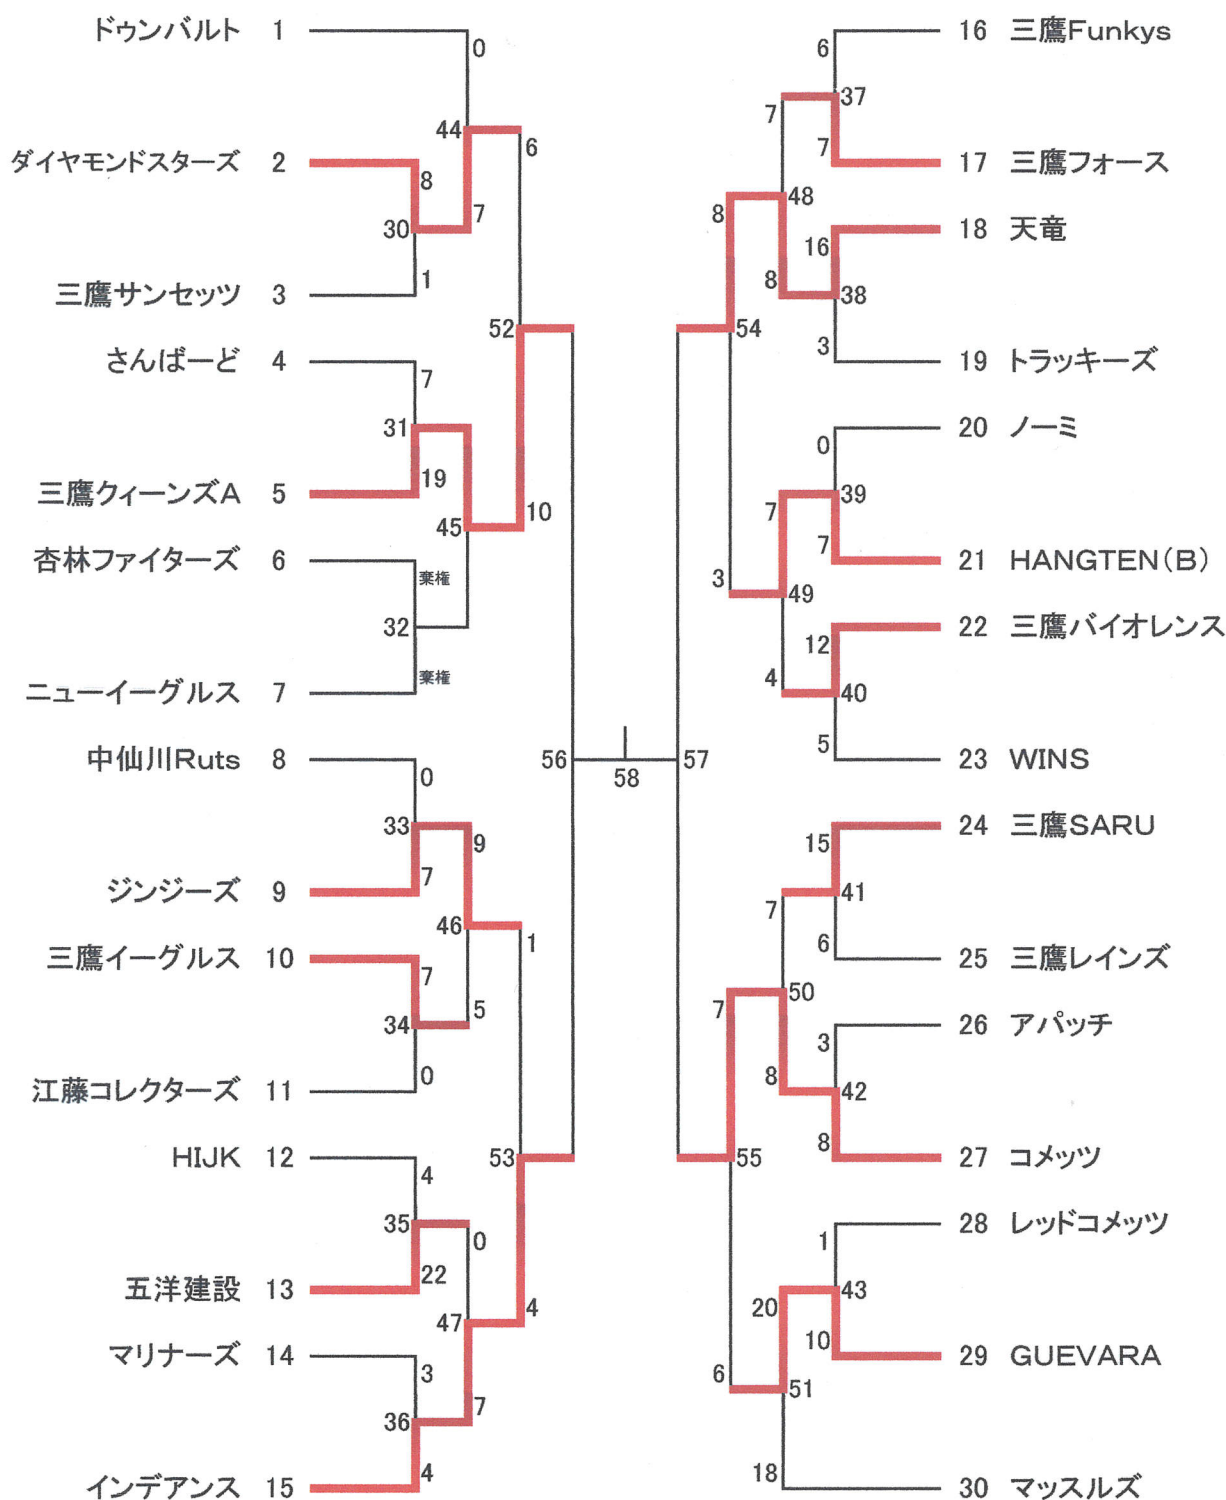 ドゥンバルト 1
0
44
6
ダイヤモンドスターズ 2
8
30
7
1
三鷹サンセッツ 3
52
さんばーど 4
7
31
19
三鷹クィーンズA 5
45
10
杏林ファイターズ 6
棄権
32
棄権
ニューイーグルス 7
中仙川Ruts 8
0
33
9
7
ジンジーズ 9
46
1
三鷹イーグルス 10
7
34
5
0
江藤コレクターズ 11
HIJK 12
53
4
35
0
22
五洋建設 13
47
4
マリナーズ 14
3
36
7
4
インデアンス 15
56
58
57
16 三鷹Funkys
6
37
7
7
17 三鷹フォース
48
8
18 天竜
16
8
38
54
3
19 トラッキーズ
20 ノーミ
0
39
7
7
21 HANGTEN(B)
3
49
22 三鷹バイオレンス
12
4
40
5
23 WINS
24 三鷹SARU
15
41
7
6
25 三鷹レインズ
50
7
26 アパッチ
3
8
42
8
27 コメッツ
55
28 レッドコメッツ
1
43
20
10
29 GUEVARA
6
51
18
30 マッスルズ